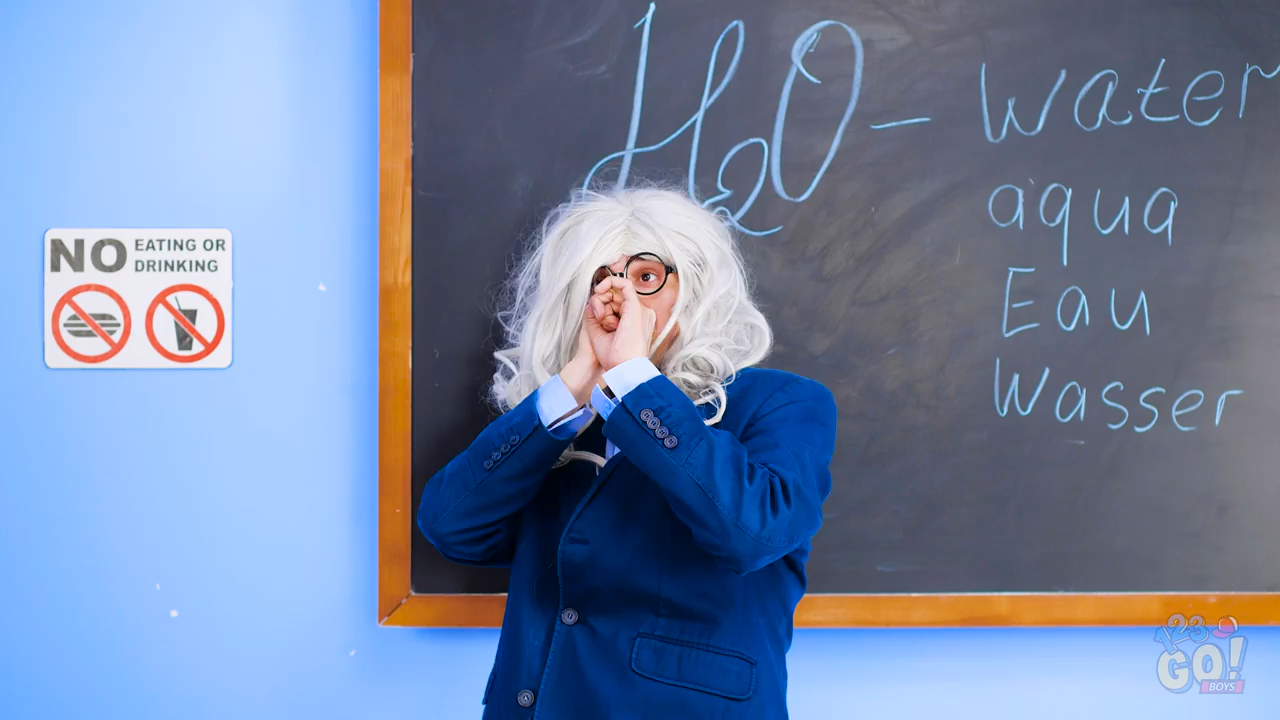 NO EATING OR
DRINKING
H2O – water
aqua
Eau
Wasser
123
GO!
BOYS